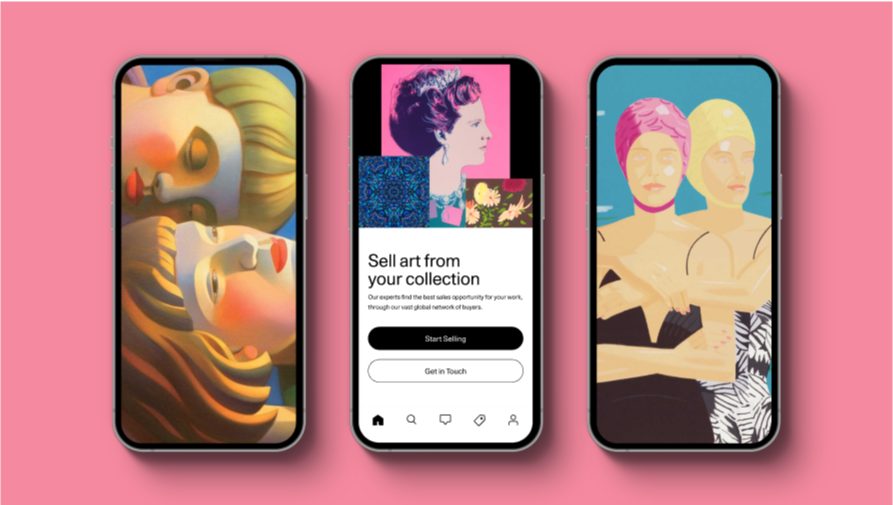 Sell art from
your collection
Our experts find the best sales opportunity for your work,
through our vast global network of buyers.
Start Selling
Get in Touch